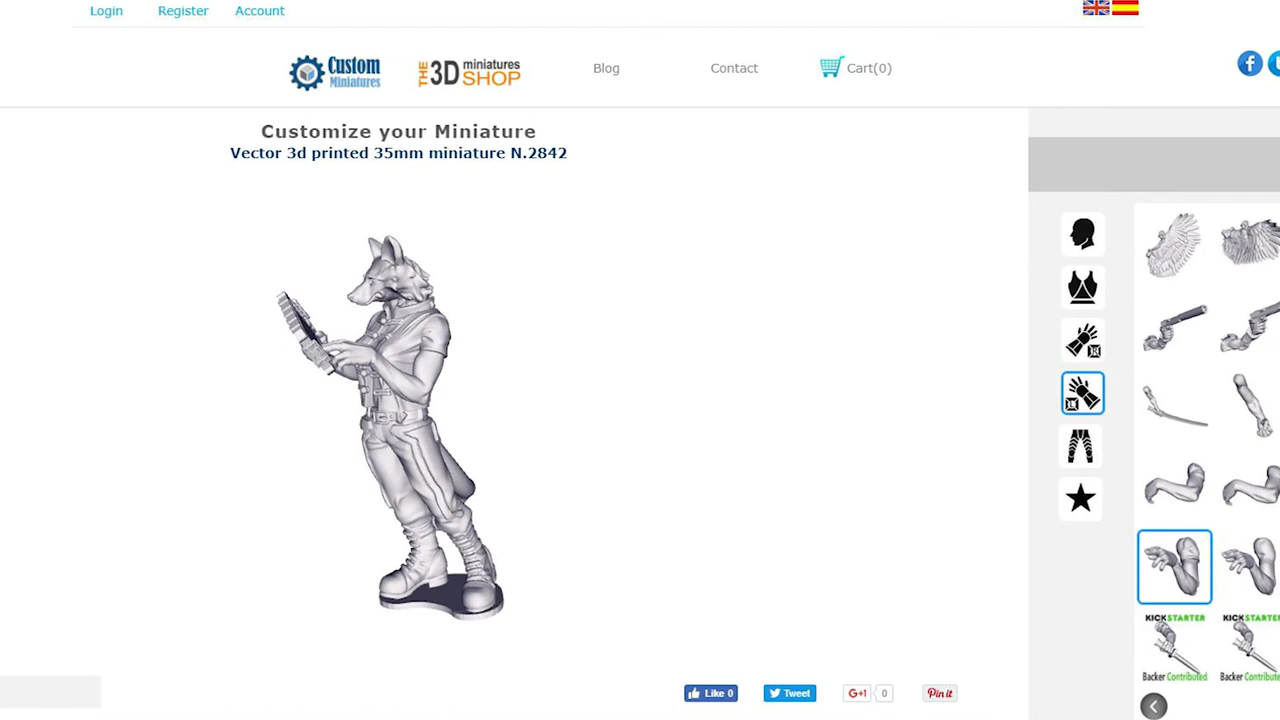 Login Register Account
Custom Miniatures
THE 3D miniatures SHOP
Blog
Contact
Cart(0)
Customize your Miniature
Vector 3d printed 35mm miniature N.2842
R
L
KICKSTARTER
Backer Contributed
KICKSTARTER
Backer Contribute
Like 0
Tweet
G+1 0
Pin it